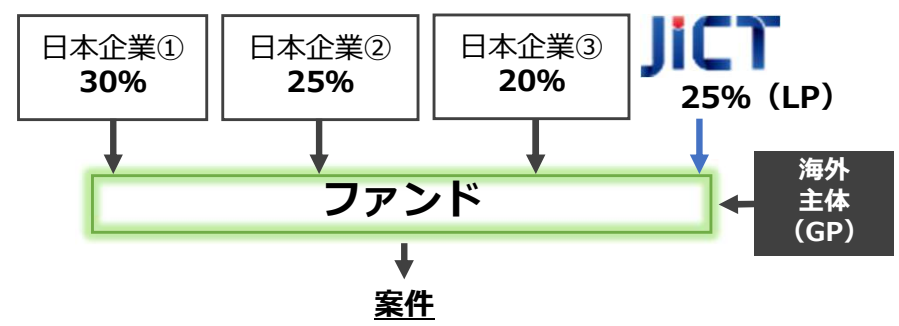 日本企業①
30%
日本企業②
25%
日本企業③
20%
JiCT
25%（LP）
海外
主体
（GP）
ファンド
案件